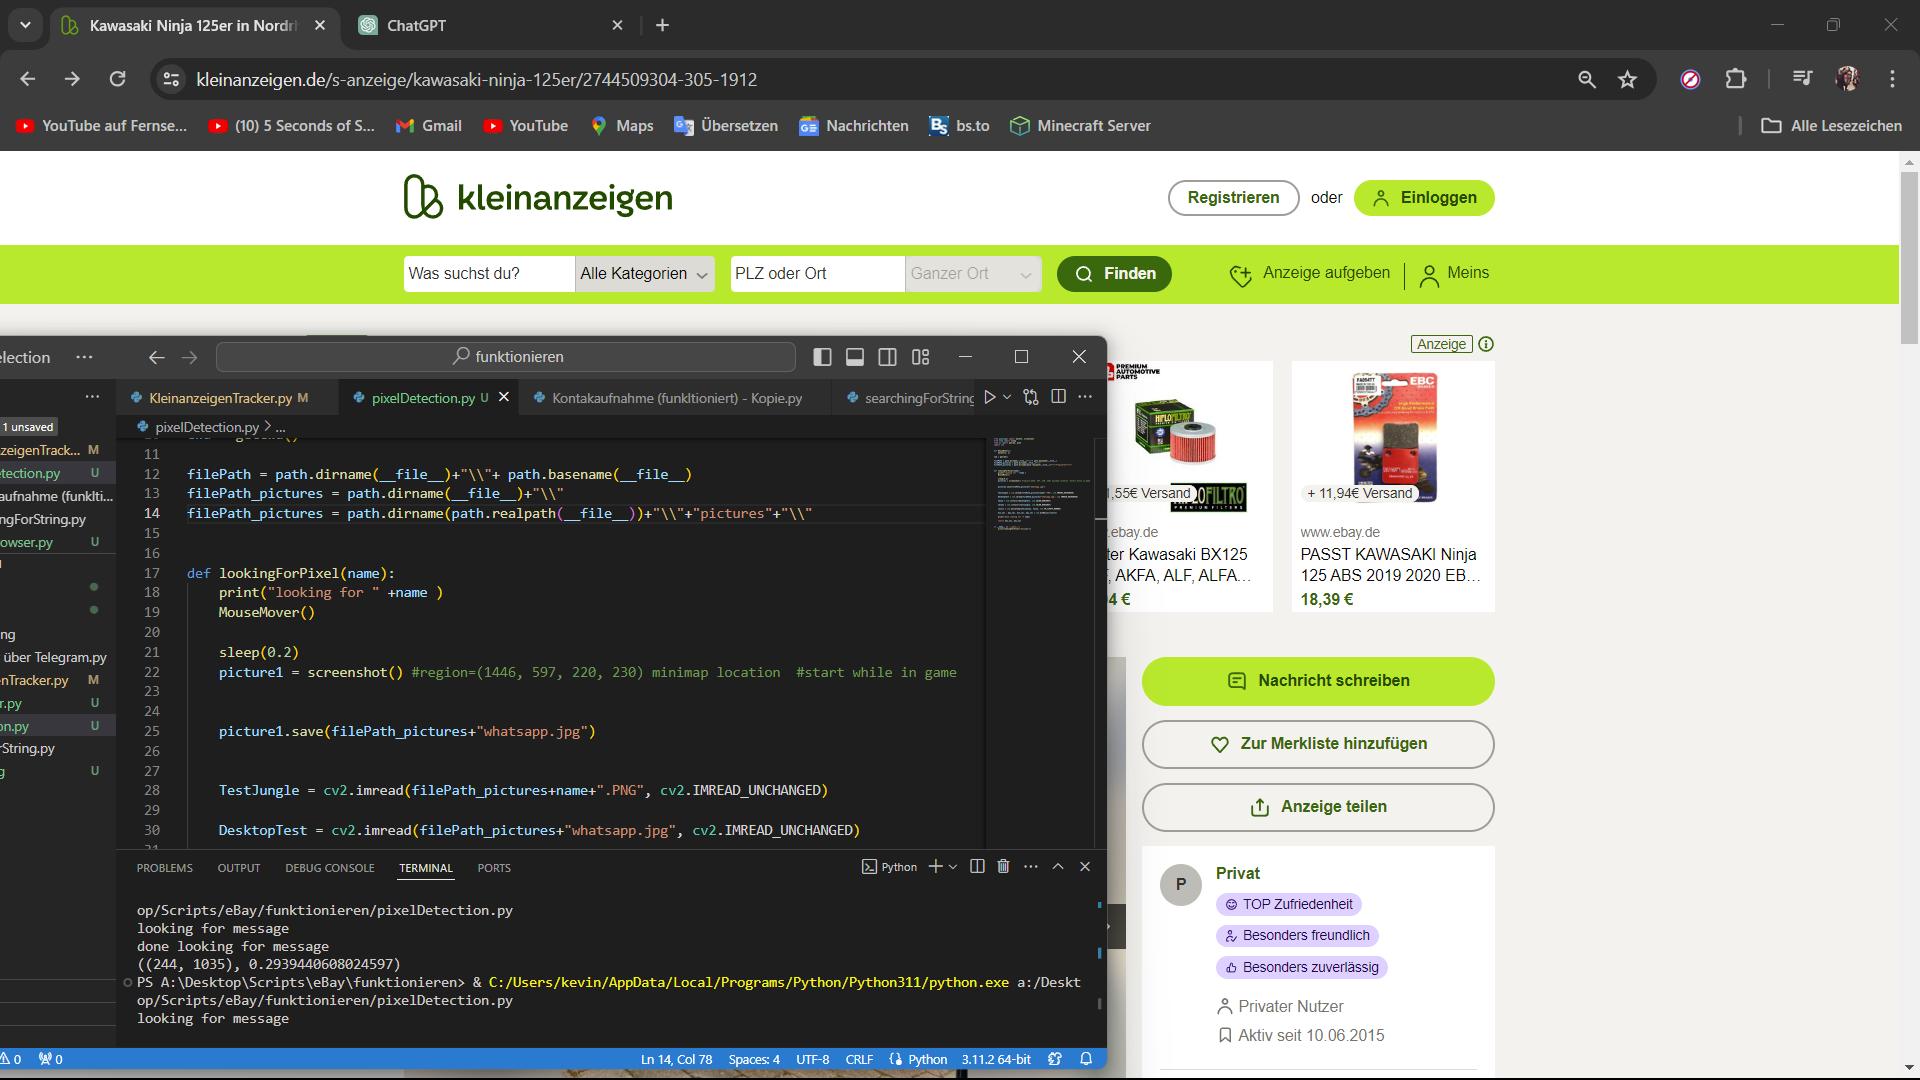 Kawasaki Ninja 125er in Nordr
ChatGPT
kleinanzeigen.de/s-anzeige/kawasaki-ninja-125er/2744509304-305-1912
YouTube auf Fernse...
(10) 5 Seconds of S...
Gmail
YouTube
Maps
Übersetzen
Nachrichten
bs.to
Minecraft Server
Alle Lesezeichen
kleinanzeigen
Registrieren oder Einloggen
Was suchst du?
Alle Kategorien
PLZ oder Ort
Ganzer Ort
Finden
Anzeige aufgeben
Meins
Anzeige
election
funktionieren
KleinanzeigenTracker.py M
pixelDetection.py U
Kontakaufnahme (funkltioniert) - Kopie.py
searchingForString
1 unsaved
zeigenTrack... M
etection.py U
aufnahme (funklti...
ngForString.py
owser.py U
ng
über Telegram.py
nTracker.py M
r.py U
on.py U
rString.py
g U
pixelDetection.py > ...
11
12 filePath = path.dirname(__file__)+"\\"+ path.basename(__file__)
13 filePath_pictures = path.dirname(__file__)+"\\"
14 filePath_pictures = path.dirname(path.realpath(__file__))+"\\"+"pictures"+"\\"
15
16
17 def lookingForPixel(name):
18 print("looking for " +name )
19 MouseMover()
20
21 sleep(0.2)
22 picture1 = screenshot() #region=(1446, 597, 220, 230) minimap location  #start while in game
23
24
25 picture1.save(filePath_pictures+"whatsapp.jpg")
26
27
28 TestJungle = cv2.imread(filePath_pictures+name+".PNG", cv2.IMREAD_UNCHANGED)
29
30 DesktopTest = cv2.imread(filePath_pictures+"whatsapp.jpg", cv2.IMREAD_UNCHANGED)
31
PROBLEMS OUTPUT DEBUG CONSOLE TERMINAL PORTS
Python
op/Scripts/eBay/funktionieren/pixelDetection.py
looking for message
done looking for message
((244, 1035), 0.2939440608024597)
PS A:\Desktop\Scripts\eBay\funktionieren> & C:/Users/kevin/AppData/Local/Programs/Python/Python311/python.exe a:/Deskt
op/Scripts/eBay/funktionieren/pixelDetection.py
looking for message
0 0
Ln 14, Col 78 Spaces: 4 UTF-8 CRLF Python 3.11.2 64-bit
PREMIUM
AUTOMOTIVE
PARTS
HIFLOFILTRO
1,55€ Versand
PREMIUM FILTERS
.ebay.de
ter Kawasaki BX125
, AKFA, ALF, ALFA...
4 €
EBC
+ 11,94€ Versand
www.ebay.de
PASST KAWASAKI Ninja
125 ABS 2019 2020 EB...
18,39 €
Nachricht schreiben
Zur Merkliste hinzufügen
Anzeige teilen
P
Privat
TOP Zufriedenheit
Besonders freundlich
Besonders zuverlässig
Privater Nutzer
Aktiv seit 10.06.2015